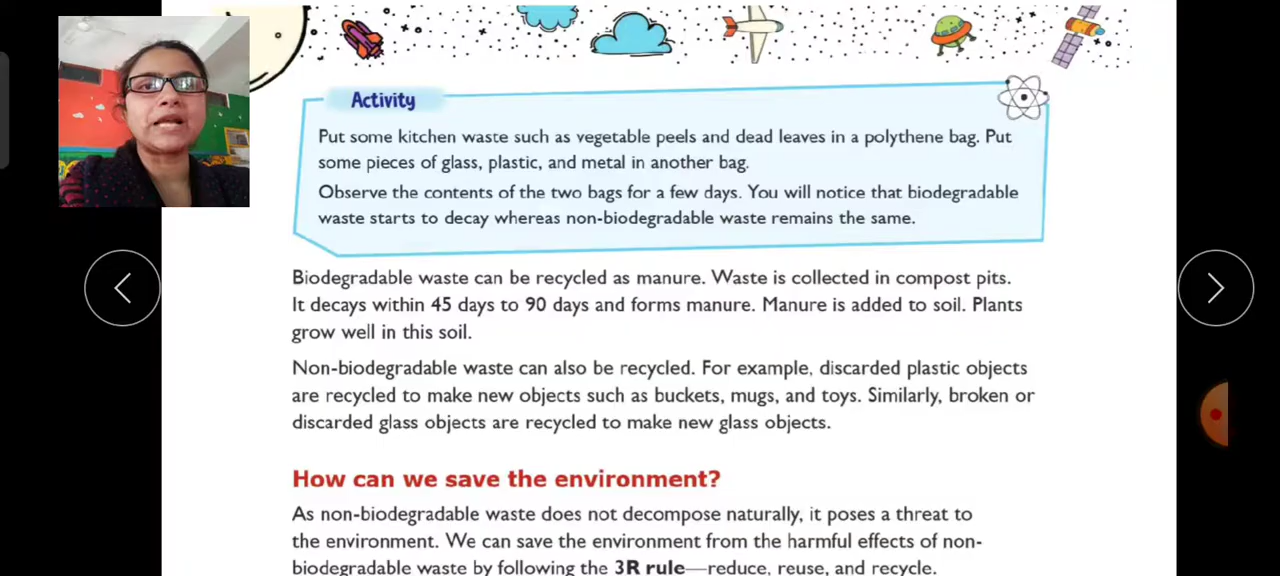 Activity
Put some kitchen waste such as vegetable peels and dead leaves in a polythene bag. Put
some pieces of glass, plastic, and metal in another bag.
Observe the contents of the two bags for a few days. You will notice that biodegradable
waste starts to decay whereas non-biodegradable waste remains the same.
Biodegradable waste can be recycled as manure. Waste is collected in compost pits.
It decays within 45 days to 90 days and forms manure. Manure is added to soil. Plants
grow well in this soil.
Non-biodegradable waste can also be recycled. For example, discarded plastic objects
are recycled to make new objects such as buckets, mugs, and toys. Similarly, broken or
discarded glass objects are recycled to make new glass objects.
How can we save the environment?
As non-biodegradable waste does not decompose naturally, it poses a threat to
the environment. We can save the environment from the harmful effects of non-
biodegradable waste by following the 3R rule—reduce, reuse, and recycle.